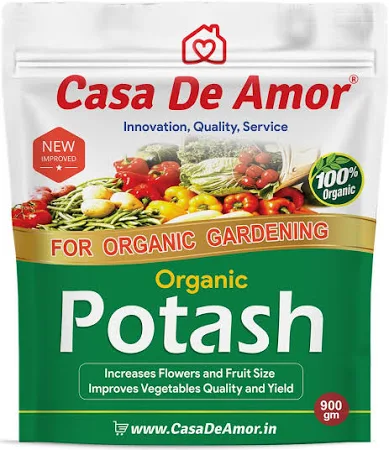 Casa De Amor®
Innovation, Quality, Service
NEW
IMPROVED
100%
Organic
FOR ORGANIC GARDENING
Organic
Potash
Increases Flowers and Fruit Size
Improves Vegetables Quality and Yield
900
gm
www.CasaDeAmor.in